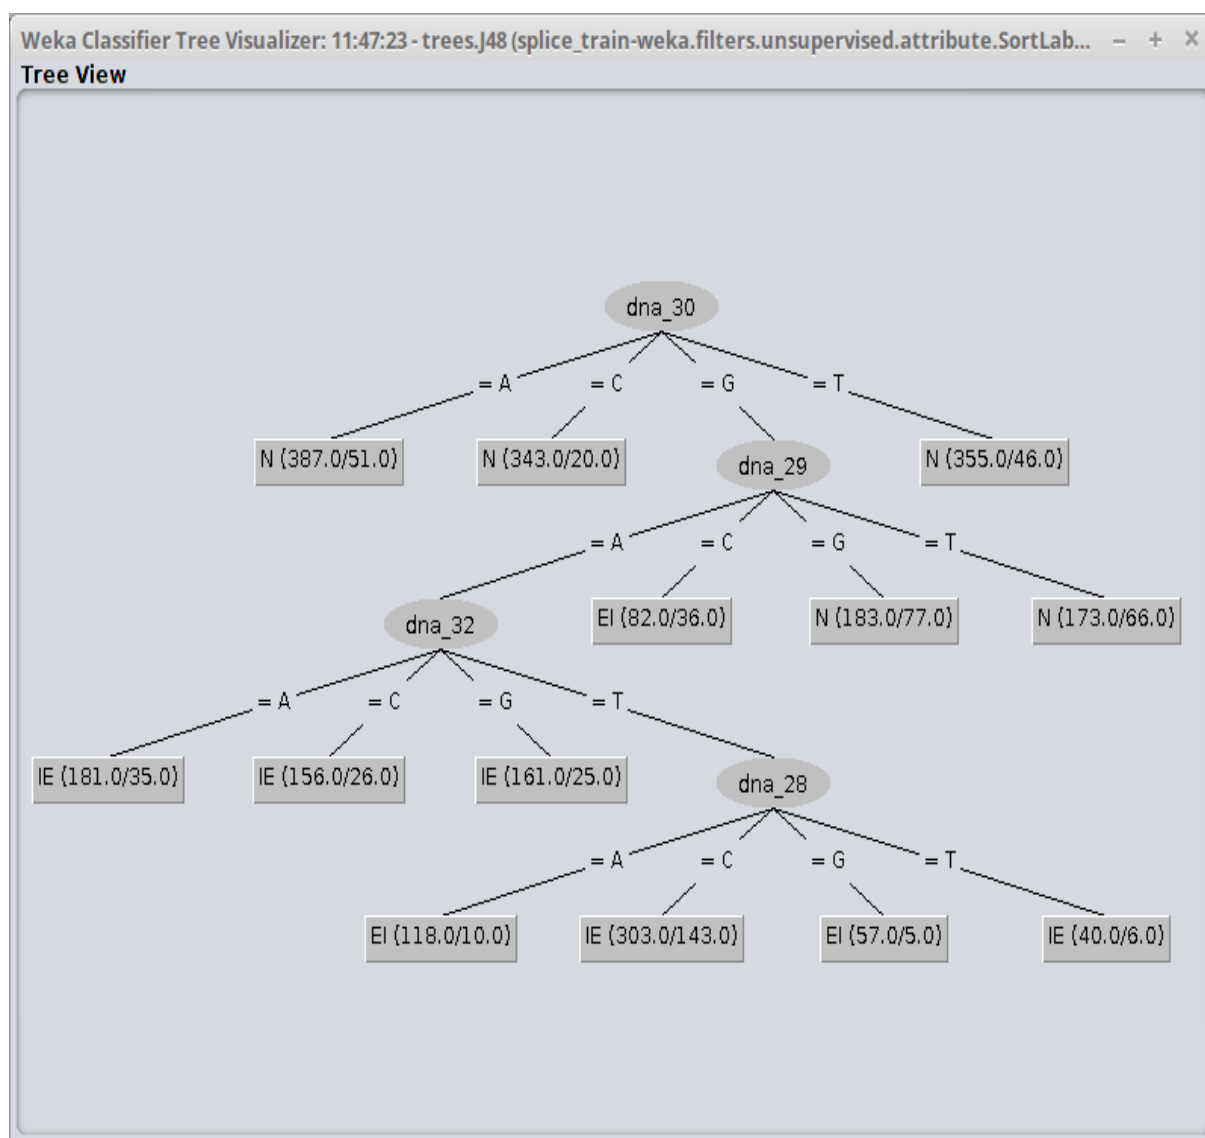 Weka Classifier Tree Visualizer: 11:47:23 - trees.J48 (splice_train-weka.filters.unsupervised.attribute.SortLab... − + ×
Tree View
dna_30
= A = C = G = T
N (387.0/51.0) N (343.0/20.0) dna_29 N (355.0/46.0)
= A = C = G = T
dna_32 EI (82.0/36.0) N (183.0/77.0) N (173.0/66.0)
= A = C = G = T
IE (181.0/35.0) IE (156.0/26.0) IE (161.0/25.0) dna_28
= A = C = G = T
EI (118.0/10.0) IE (303.0/143.0) EI (57.0/5.0) IE (40.0/6.0)